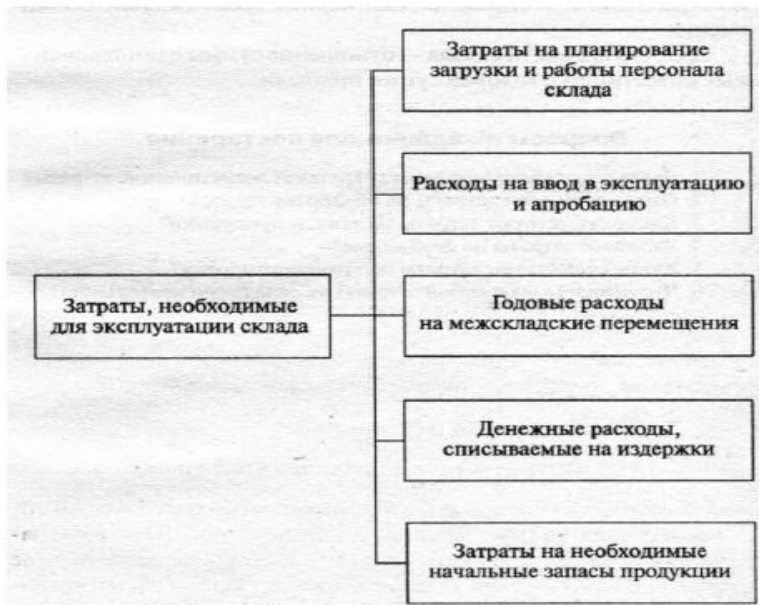 Затраты на планирование
загрузки и работы персонала
склада
Расходы на ввод в эксплуатацию
и апробацию
Затраты, необходимые
для эксплуатации склада
Годовые расходы
на межскладские перемещения
Денежные расходы,
списываемые на издержки
Затраты на необходимые
начальные запасы продукции